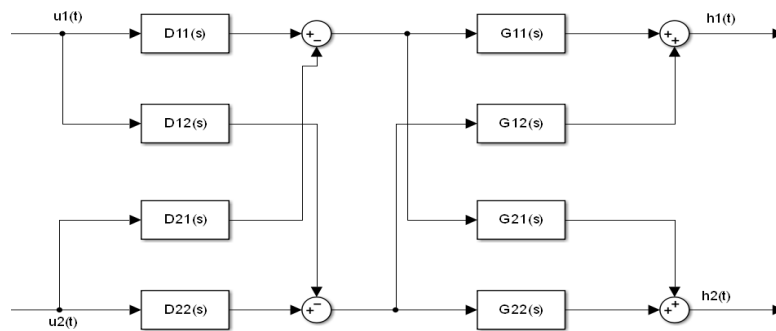 u1(t)
h1(t)
D11(s)
+
−
G11(s)
+
+
D12(s)
G12(s)
D21(s)
G21(s)
u2(t)
D22(s)
+
−
G22(s)
+
+
h2(t)